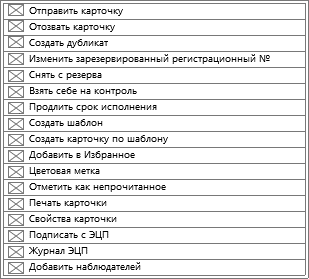 Отправить карточку
Отозвать карточку
Создать дубликат
Изменить зарезервированный регистрационный №
Снять с резерва
Взять себе на контроль
Продлить срок исполнения
Создать шаблон
Создать карточку по шаблону
Добавить в Избранное
Цветовая метка
Отметить как непрочитанное
Печать карточки
Свойства карточки
Подписать с ЭЦП
Журнал ЭЦП
Добавить наблюдателей